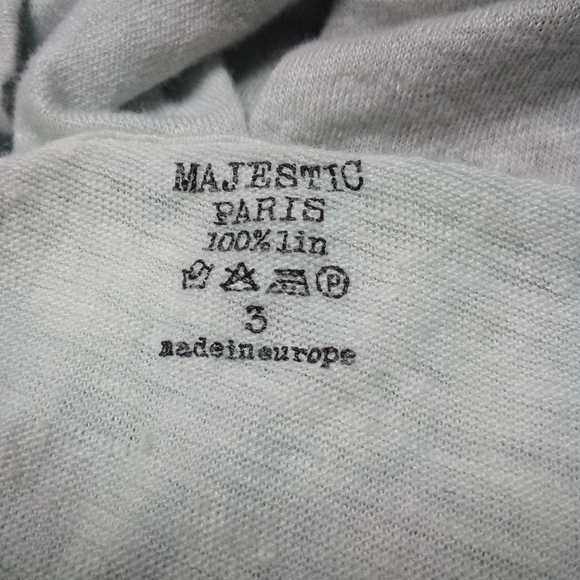 MAJESTIC
PARIS
100% lin
P
3
madeineurope